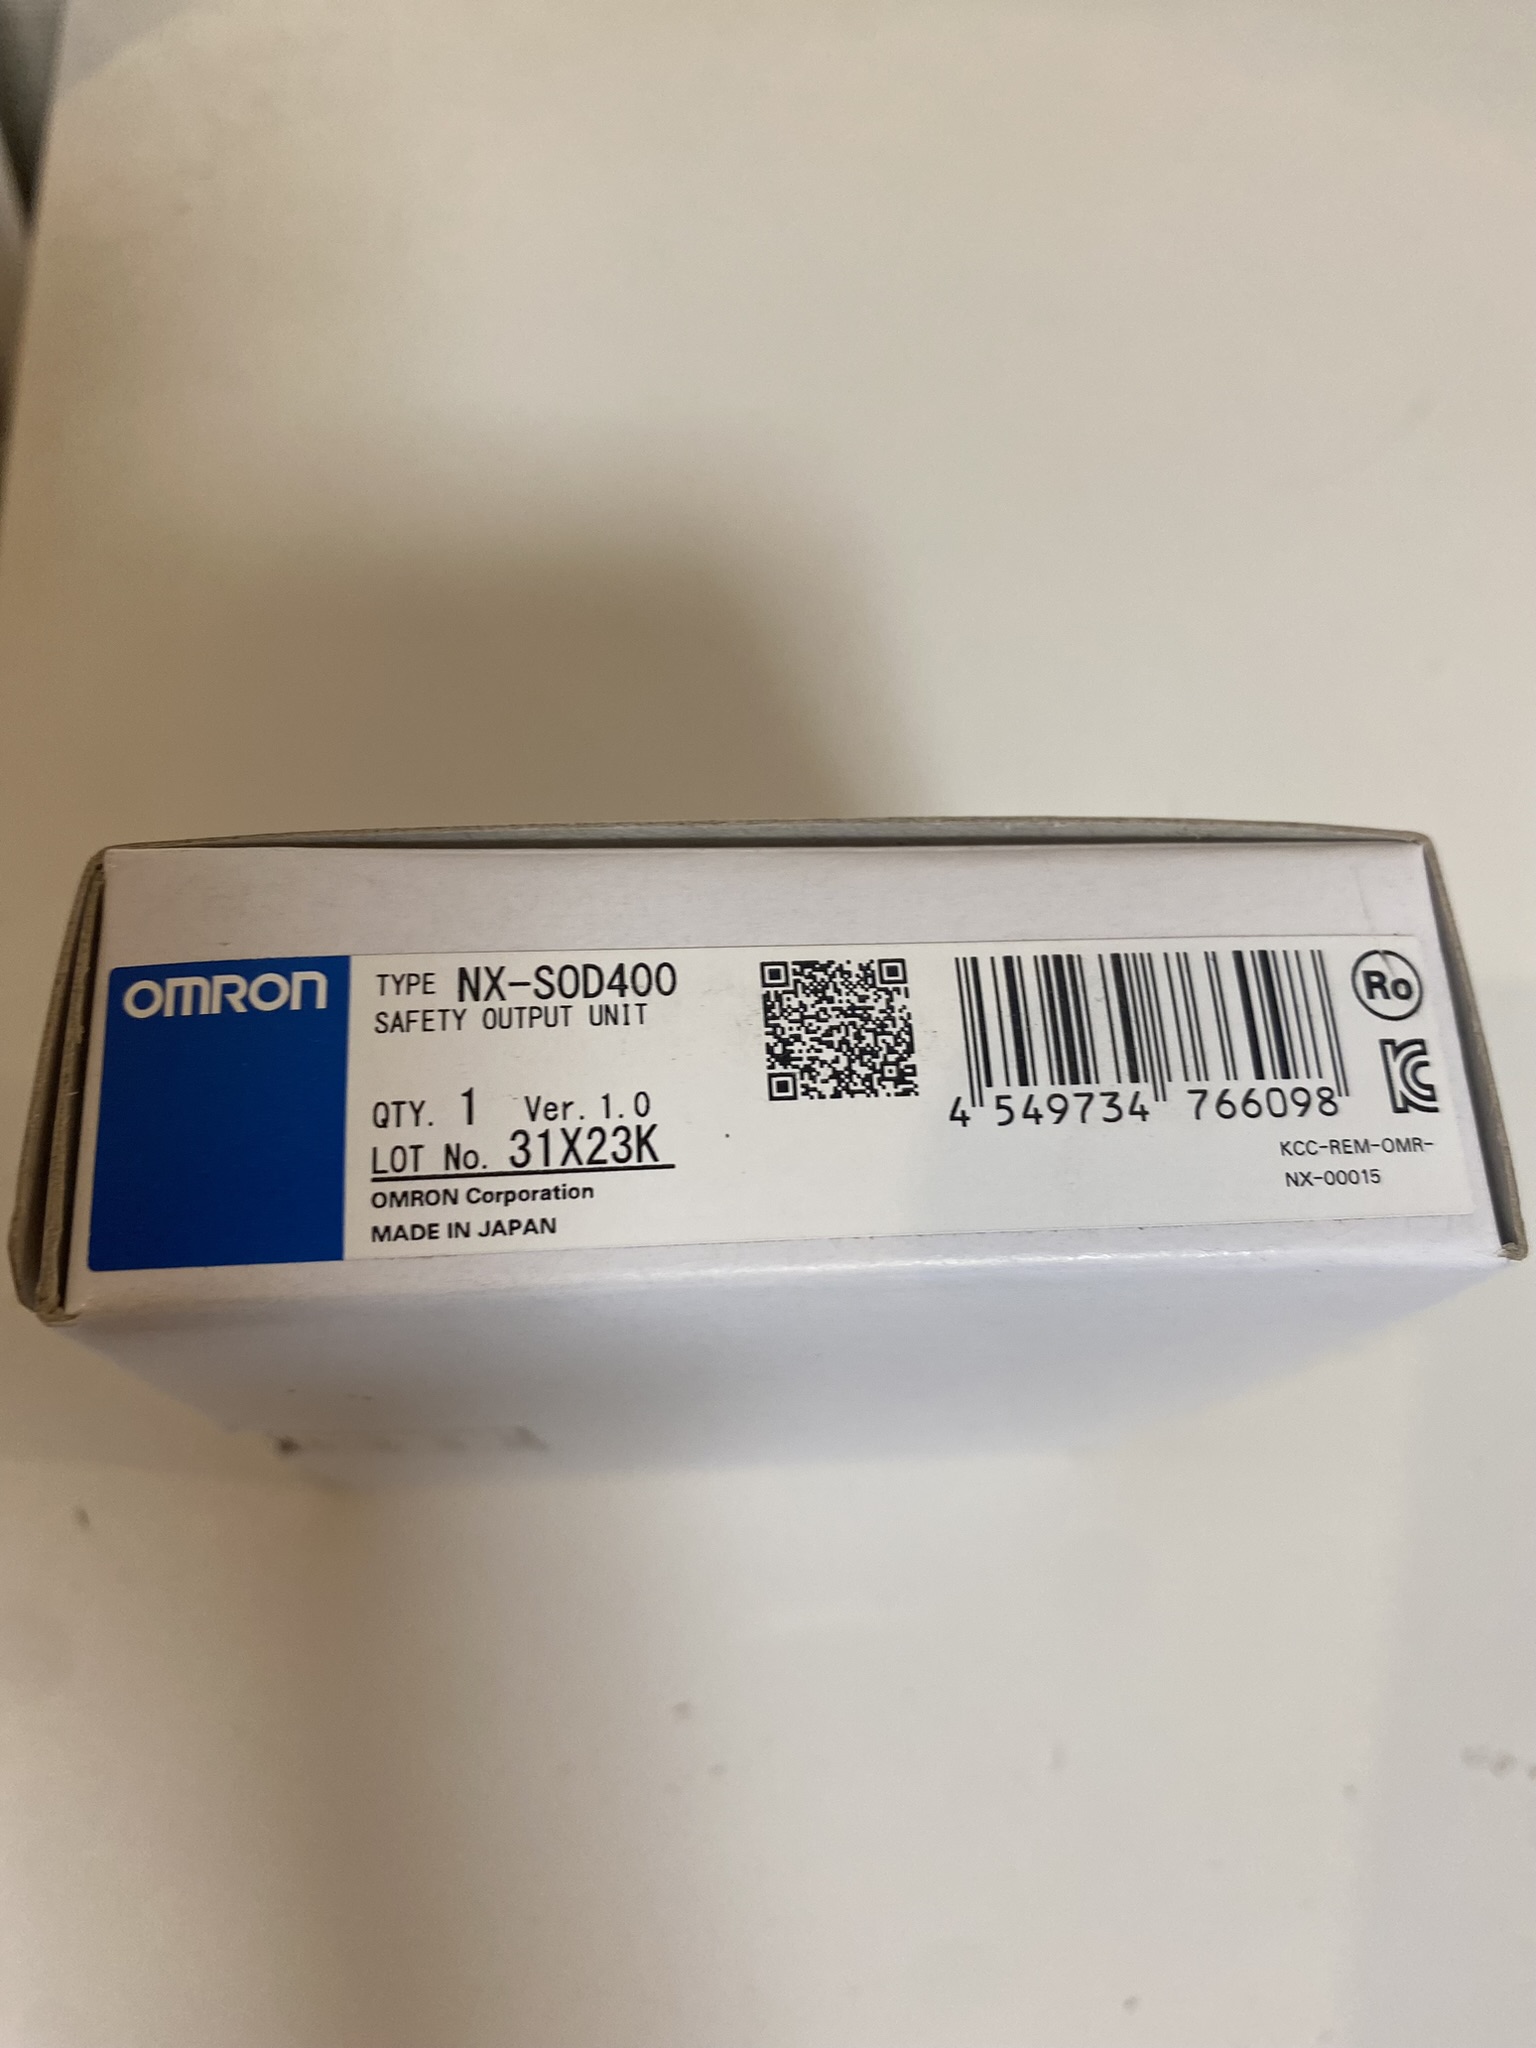 OMRON
TYPE NX-SOD400
SAFETY OUTPUT UNIT
QTY. 1 Ver. 1.0
LOT No. 31X23K
OMRON Corporation
MADE IN JAPAN
4 549734 766098
Ro
KCC-REM-OMR-
NX-00015